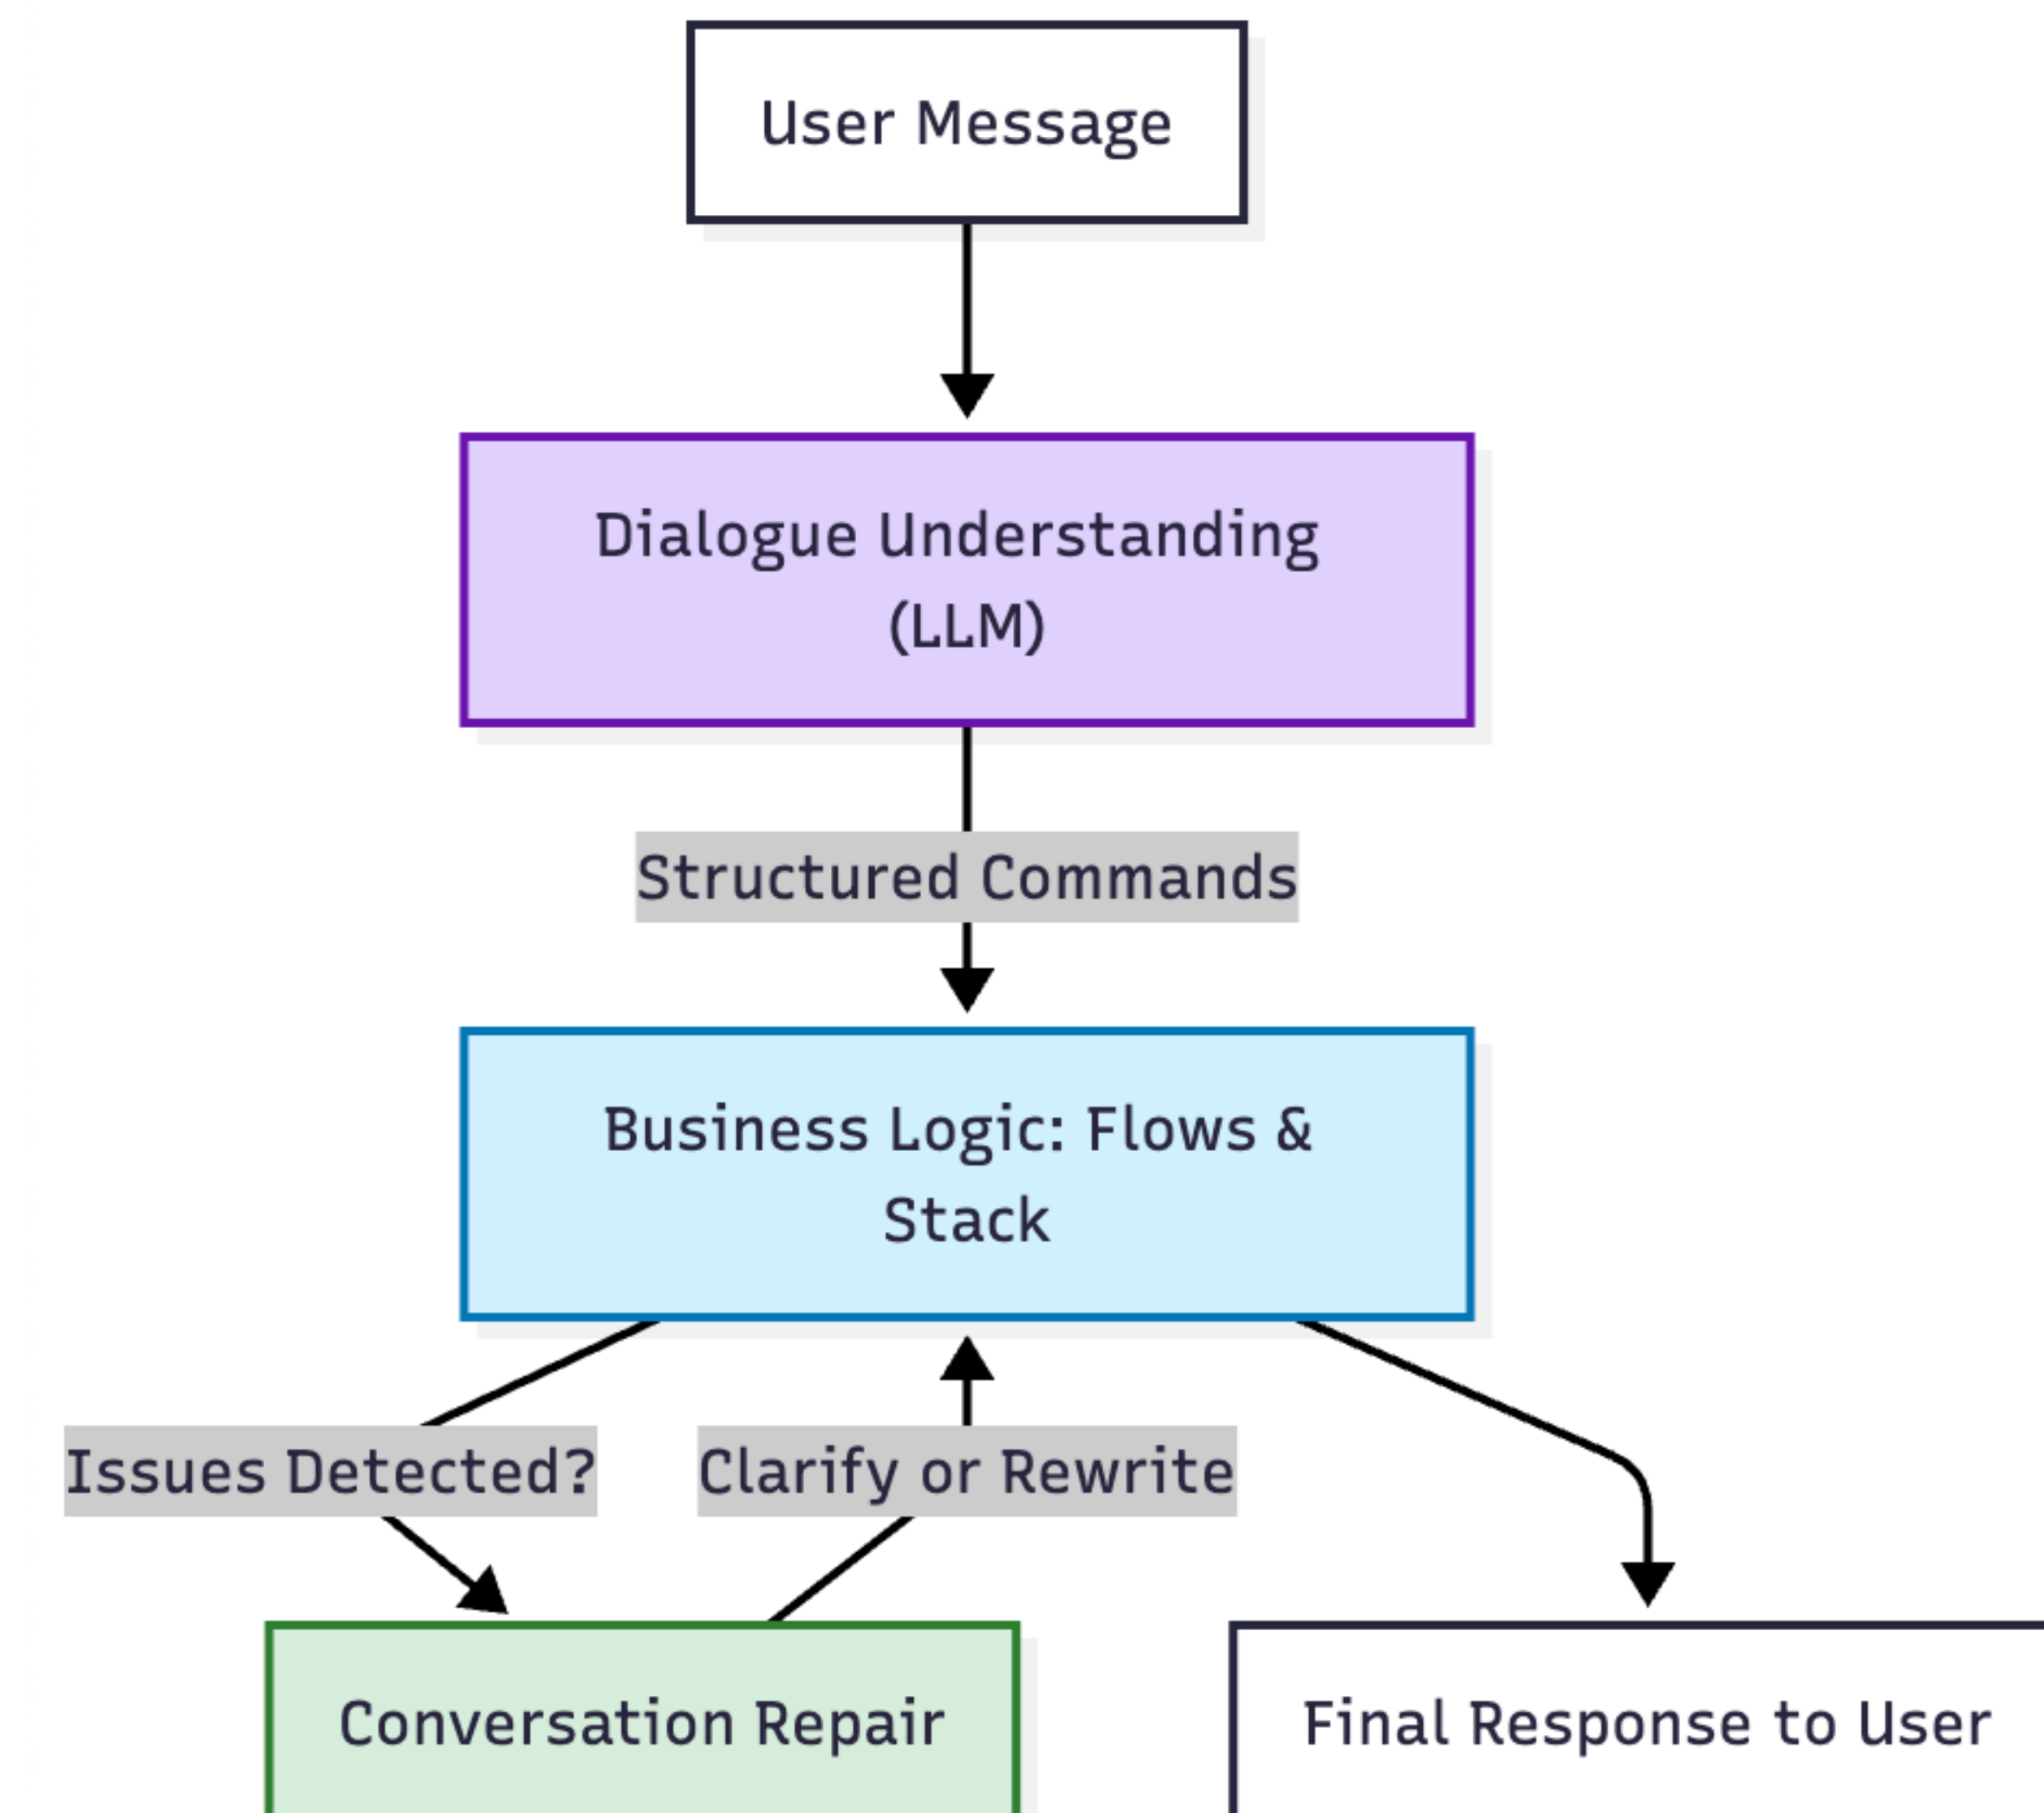 User Message
Dialogue Understanding
(LLM)
Structured Commands
Business Logic: Flows &
Stack
Issues Detected?
Clarify or Rewrite
Conversation Repair
Final Response to User